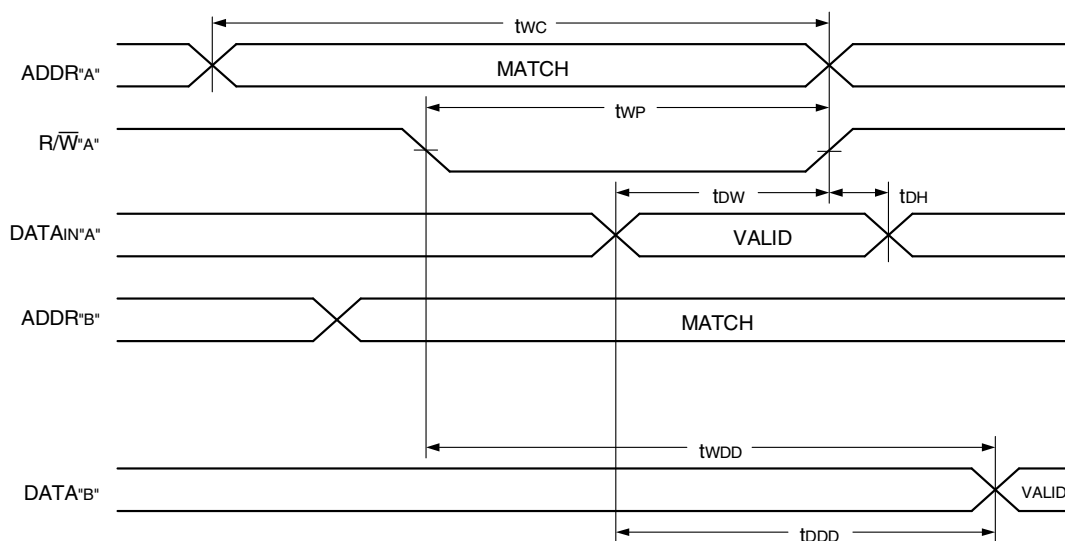 tWC
ADDR"A"
MATCH
tWP
R/W̅"A"
tDW
tDH
DATAIN"A"
VALID
ADDR"B"
MATCH
tWDD
DATA"B"
VALID
tDDD